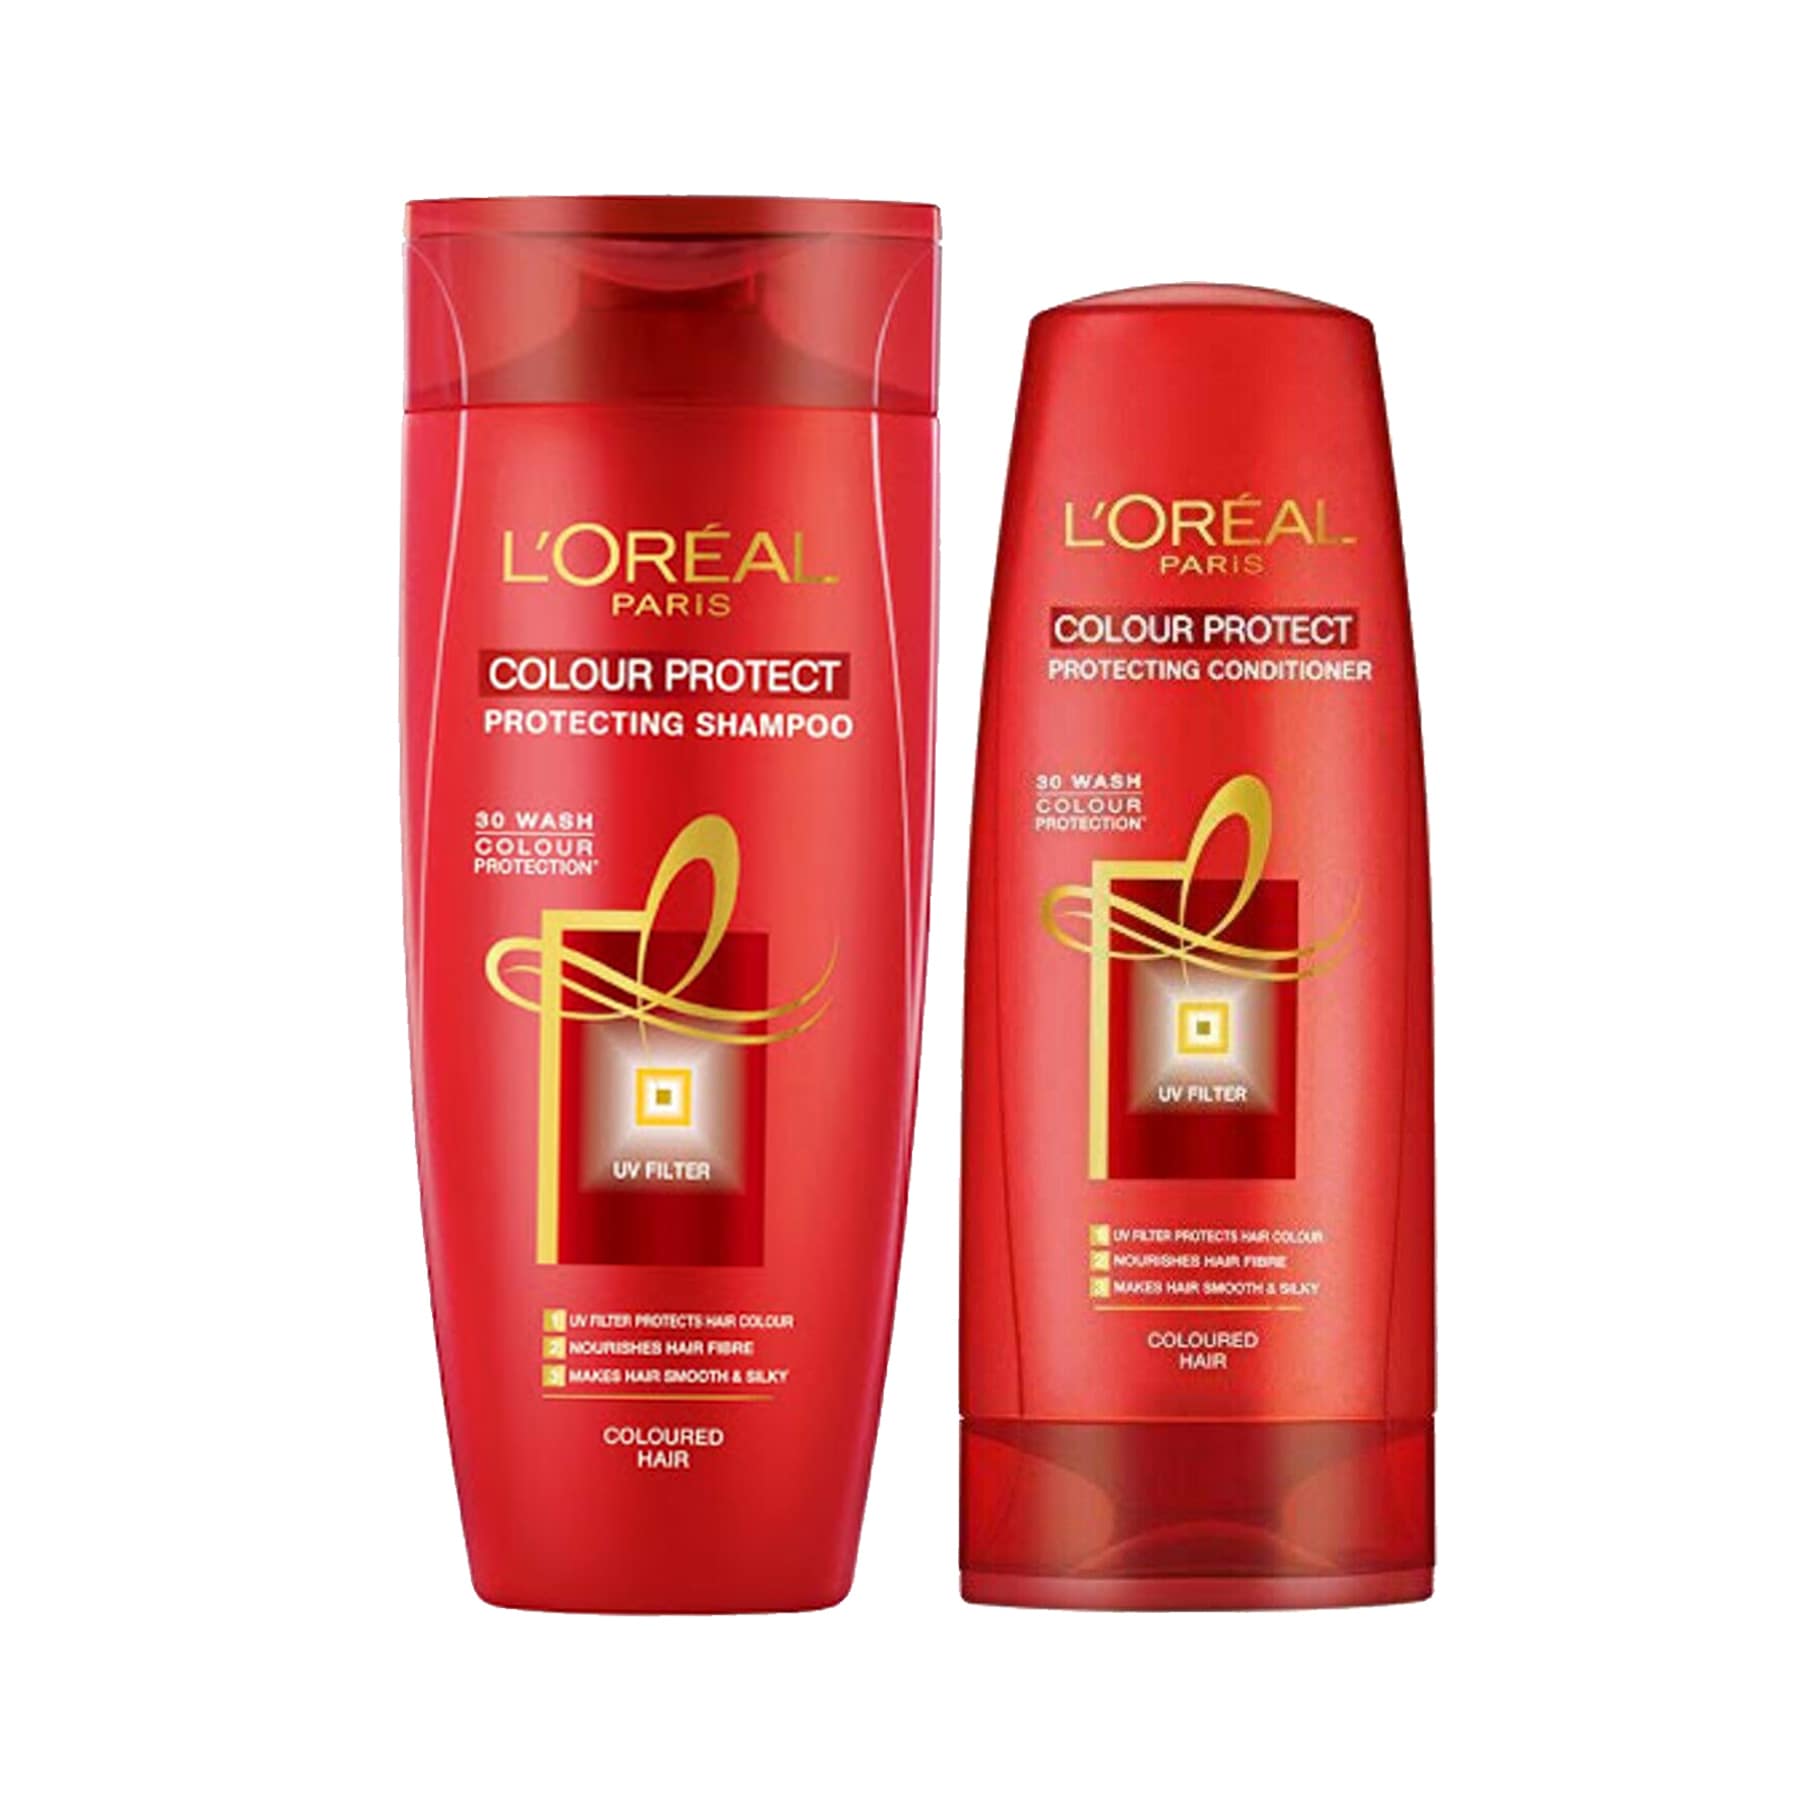 L'ORÉAL
PARIS
COLOUR PROTECT
PROTECTING SHAMPOO
30 WASH
COLOUR
PROTECTION*
UV FILTER
1 UV FILTER PROTECTS HAIR COLOUR
2 NOURISHES HAIR FIBRE
3 MAKES HAIR SMOOTH & SILKY
COLOURED
HAIR
L'ORÉAL
PARIS
COLOUR PROTECT
PROTECTING CONDITIONER
30 WASH
COLOUR
PROTECTION*
UV FILTER
1 UV FILTER PROTECTS HAIR COLOUR
2 NOURISHES HAIR FIBRE
3 MAKES HAIR SMOOTH & SILKY
COLOURED
HAIR